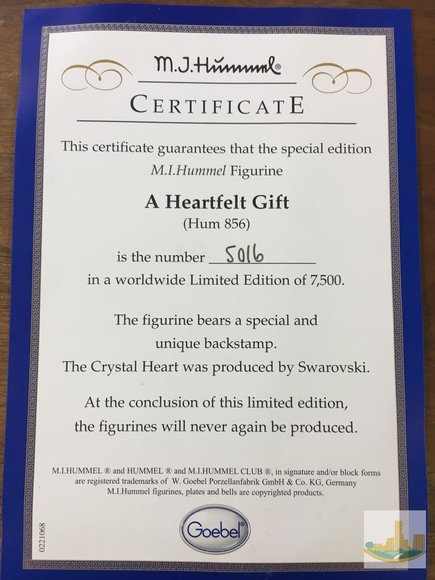 M.J.Hummel®
CERTIFICATE
This certificate guarantees that the special edition
M.I.Hummel Figurine
A Heartfelt Gift
(Hum 856)
is the number 5016
in a worldwide Limited Edition of 7,500.
The figurine bears a special and
unique backstamp.
The Crystal Heart was produced by Swarovski.
At the conclusion of this limited edition,
the figurines will never again be produced.
M.I.HUMMEL ® and HUMMEL ® and M.I.HUMMEL CLUB ®, in signature and/or block forms
are registered trademarks of W. Goebel Porzellanfabrik GmbH & Co. KG, Germany
M.I.Hummel figurines, plates and bells are copyrighted products.
Goebel®
0221068